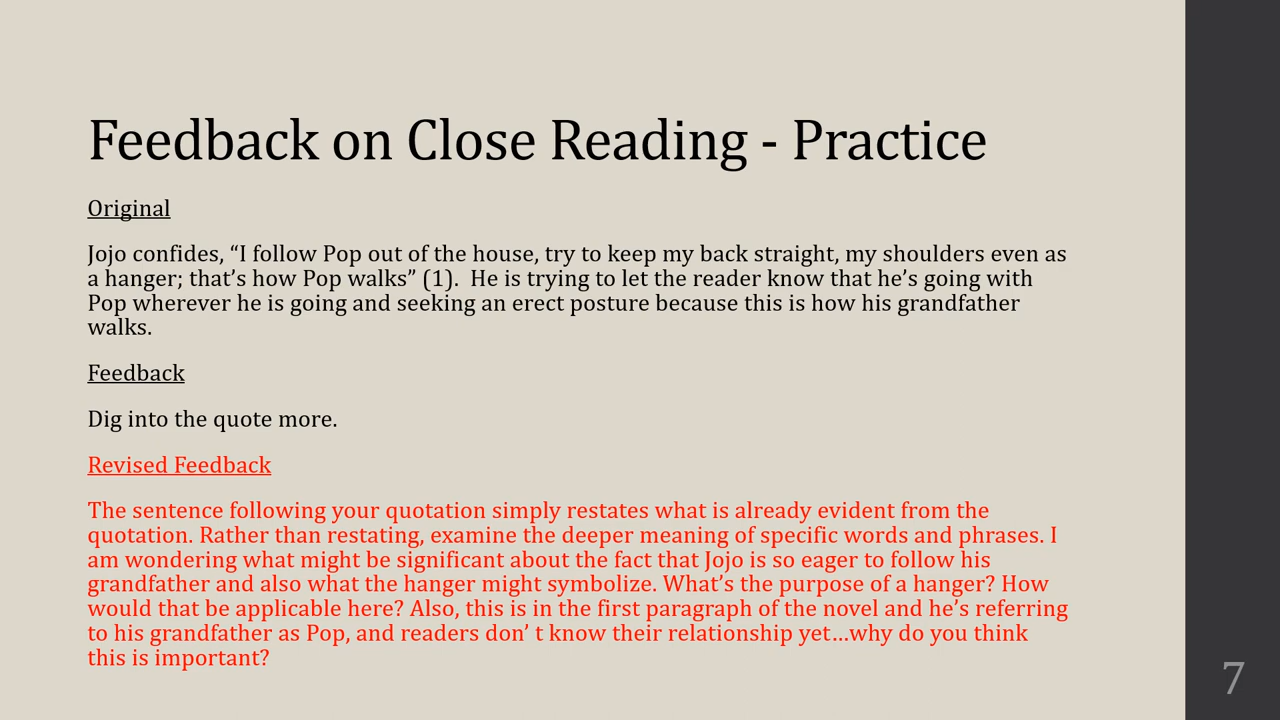 Feedback on Close Reading - Practice
Original
Jojo confides, “I follow Pop out of the house, try to keep my back straight, my shoulders even as
a hanger; that’s how Pop walks” (1).  He is trying to let the reader know that he’s going with
Pop wherever he is going and seeking an erect posture because this is how his grandfather
walks.
Feedback
Dig into the quote more.
Revised Feedback
The sentence following your quotation simply restates what is already evident from the
quotation. Rather than restating, examine the deeper meaning of specific words and phrases. I
am wondering what might be significant about the fact that Jojo is so eager to follow his
grandfather and also what the hanger might symbolize. What’s the purpose of a hanger? How
would that be applicable here? Also, this is in the first paragraph of the novel and he’s referring
to his grandfather as Pop, and readers don’ t know their relationship yet…why do you think
this is important?
7